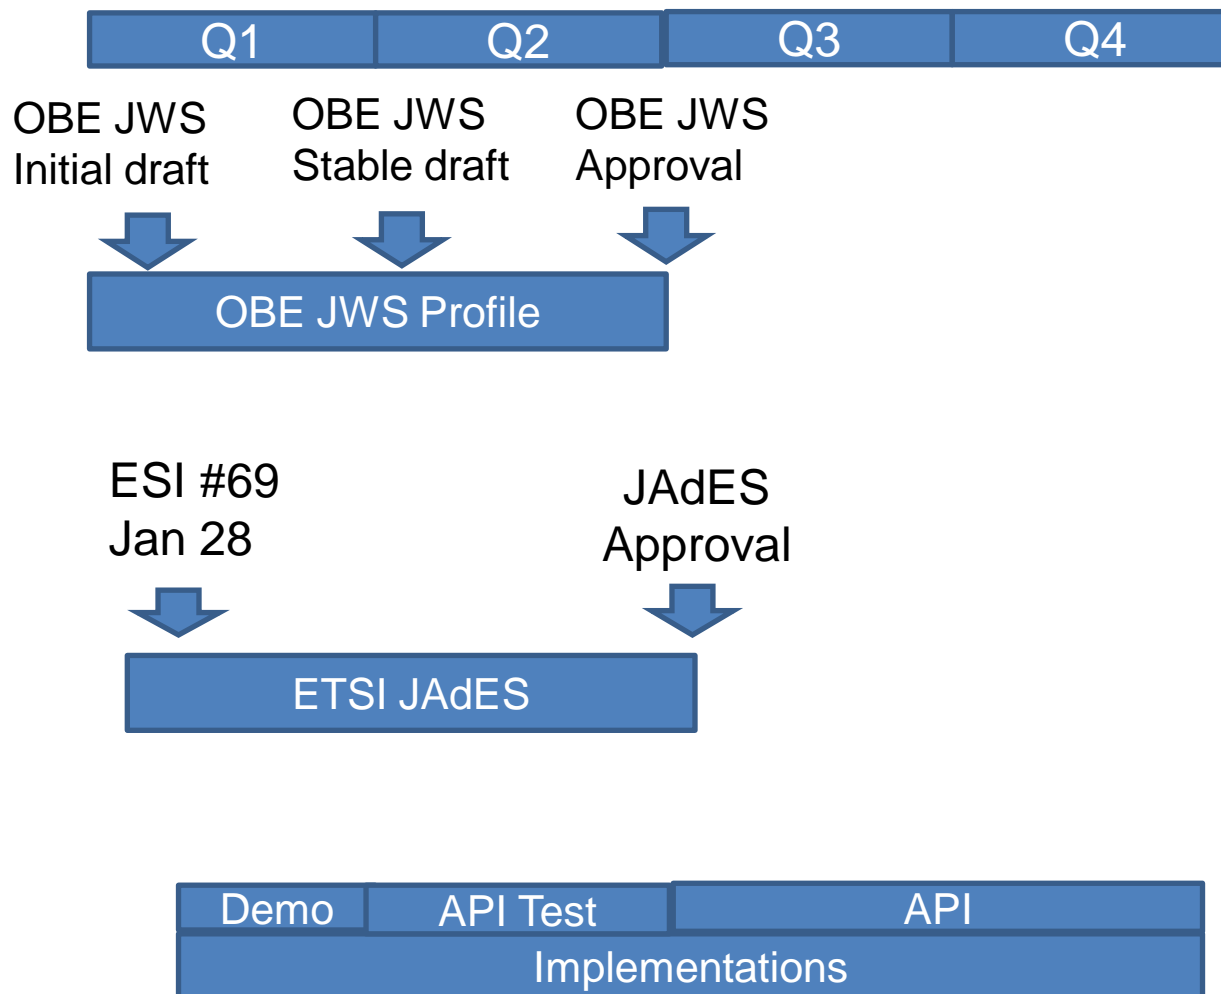 Q1 Q2 Q3 Q4
OBE JWS
Initial draft
OBE JWS
Stable draft
OBE JWS
Approval
OBE JWS Profile
ESI #69
Jan 28
JAdES
Approval
ETSI JAdES
Demo API Test API
Implementations